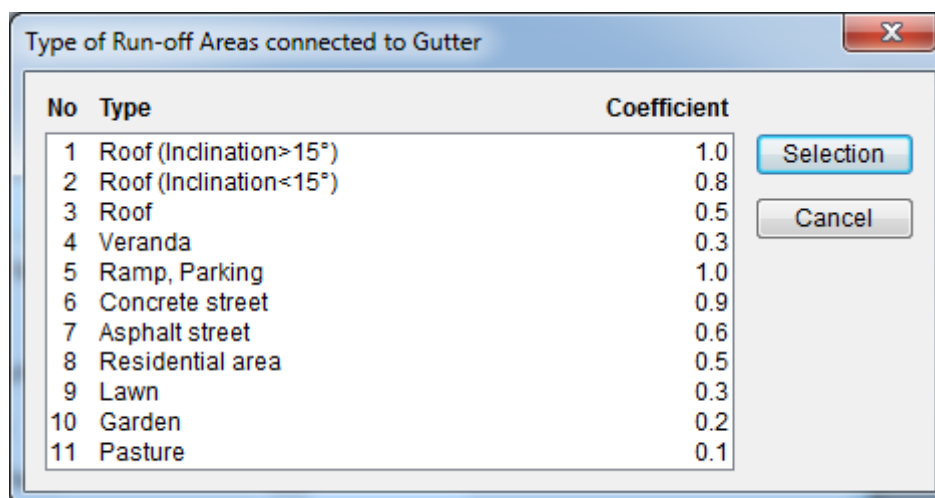 Type of Run-off Areas connected to Gutter
No Type Coefficient
1 Roof (Inclination>15°) 1.0
2 Roof (Inclination<15°) 0.8
3 Roof 0.5
4 Veranda 0.3
5 Ramp, Parking 1.0
6 Concrete street 0.9
7 Asphalt street 0.6
8 Residential area 0.5
9 Lawn 0.3
10 Garden 0.2
11 Pasture 0.1
Selection
Cancel